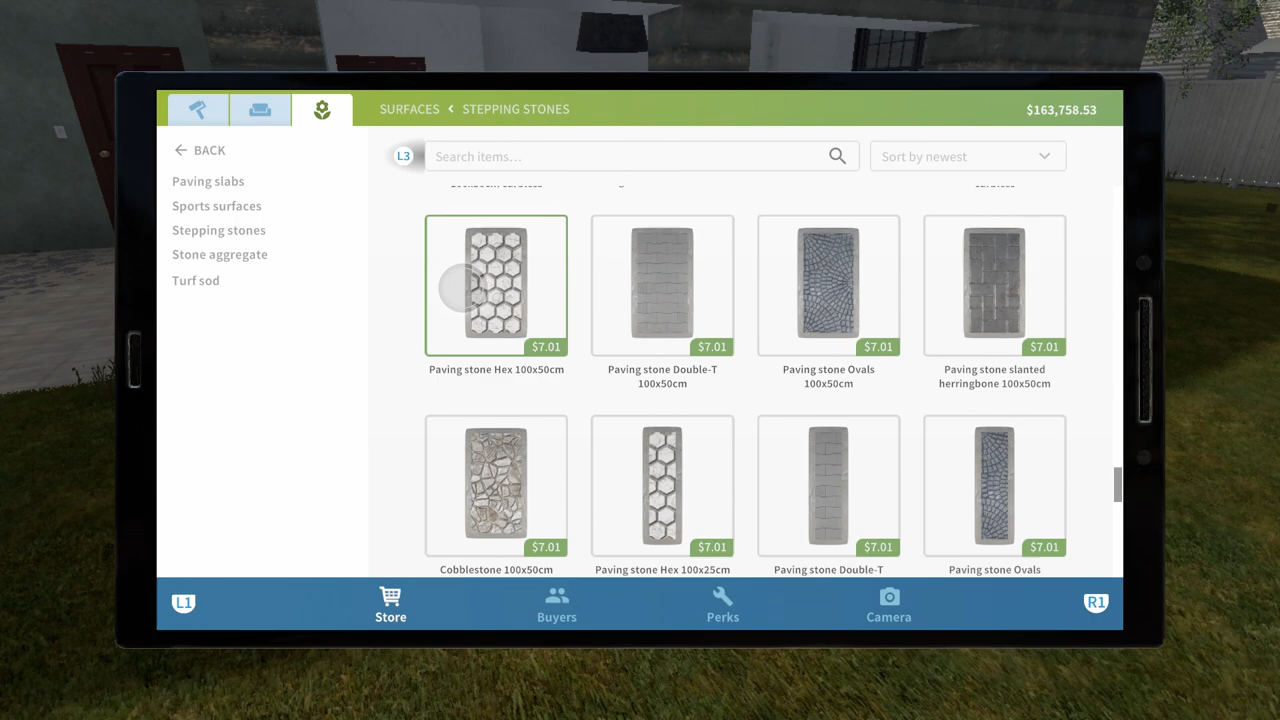 SURFACES < STEPPING STONES
$163,758.53
BACK
L3
Search items...
Sort by newest
Paving slabs
Sports surfaces
Stepping stones
Stone aggregate
Turf sod
$7.01
$7.01
$7.01
$7.01
Paving stone Hex 100x50cm
Paving stone Double-T
100x50cm
Paving stone Ovals
100x50cm
Paving stone slanted
herringbone 100x50cm
$7.01
$7.01
$7.01
$7.01
Cobblestone 100x50cm
Paving stone Hex 100x25cm
Paving stone Double-T
Paving stone Ovals
L1
Store
Buyers
Perks
Camera
R1